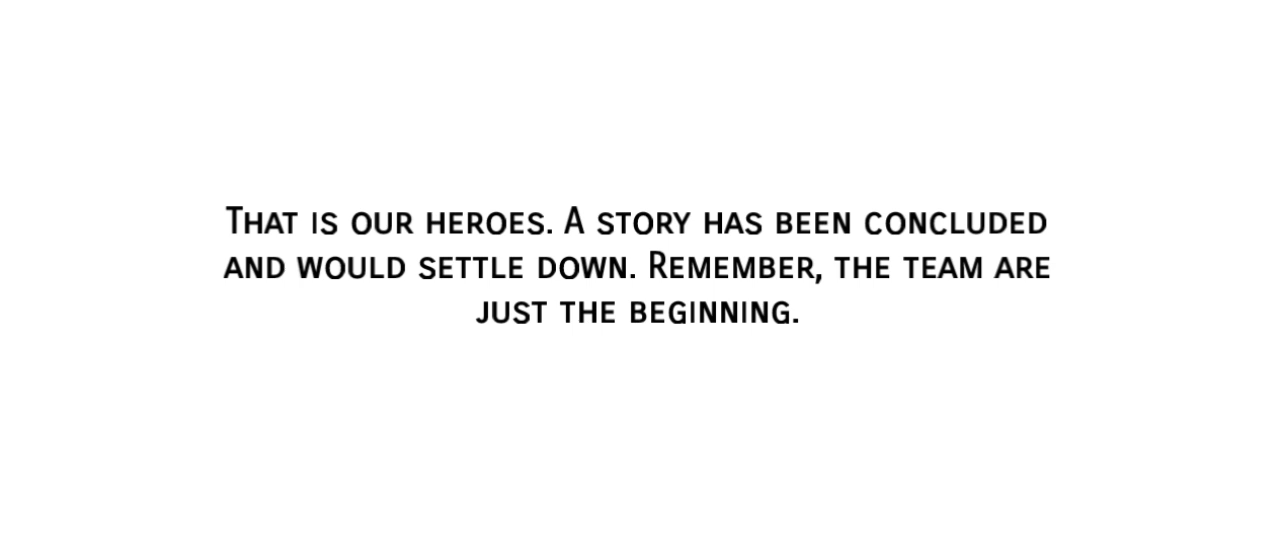 That is our heroes. A story has been concluded
and would settle down. Remember, the team are
just the beginning.